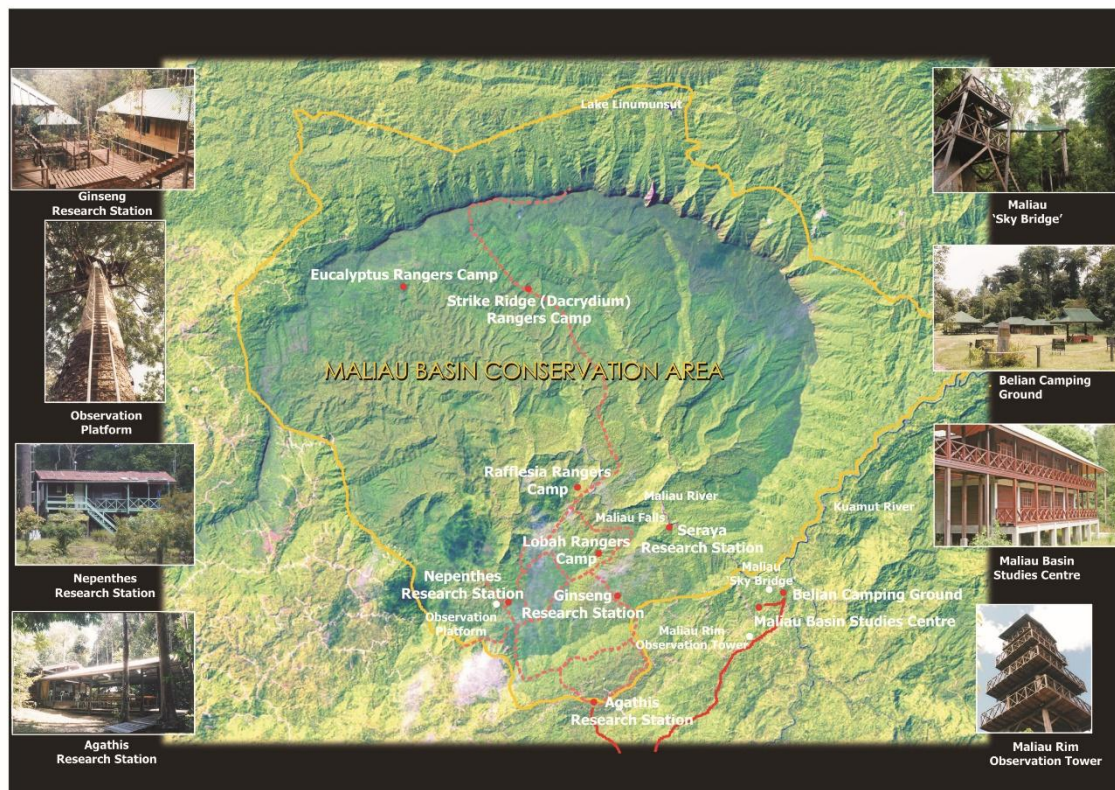 Ginseng
Research Station
Observation
Platform
Nepenthes
Research Station
Agathis
Research Station
Lake Linumunsut
Eucalyptus Rangers Camp
Strike Ridge (Dacrydium)
Rangers Camp
MALIAU BASIN CONSERVATION AREA
Rafflesia Rangers
Camp
Maliau River
Maliau Falls
Seraya
Research Station
Kuamut River
Lobah Rangers
Camp
Maliau
'Sky Bridge'
Nepenthes
Research Station
Ginseng
Research Station
Belian Camping Ground
Maliau Basin Studies Centre
Observation
Platform
Maliau Rim
Observation Tower
Agathis
Research Station
Maliau
'Sky Bridge'
Belian Camping
Ground
Maliau Basin
Studies Centre
Maliau Rim
Observation Tower